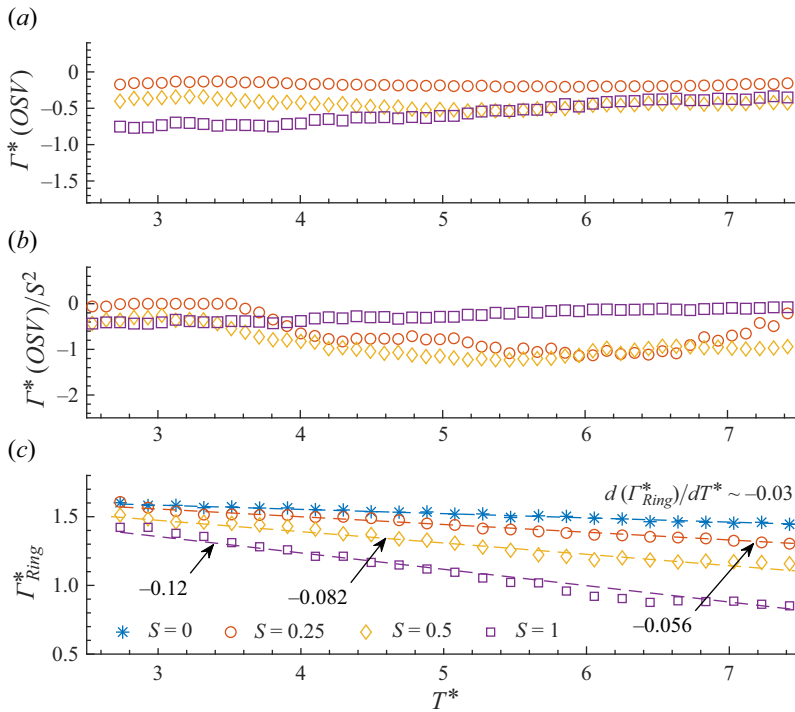 (a)
Γ*(OSV)
0
−0.5
−1.0
−1.5
3 4 5 6 7
(b)
Γ*(OSV)/S²
0
−1
−2
3 4 5 6 7
(c)
Γ*Ring
1.5
1.0
0.5
d(Γ*Ring)/dT* ~ −0.03
−0.12
−0.082
−0.056
S = 0 S = 0.25 S = 0.5 S = 1
3 4 5 6 7
T*